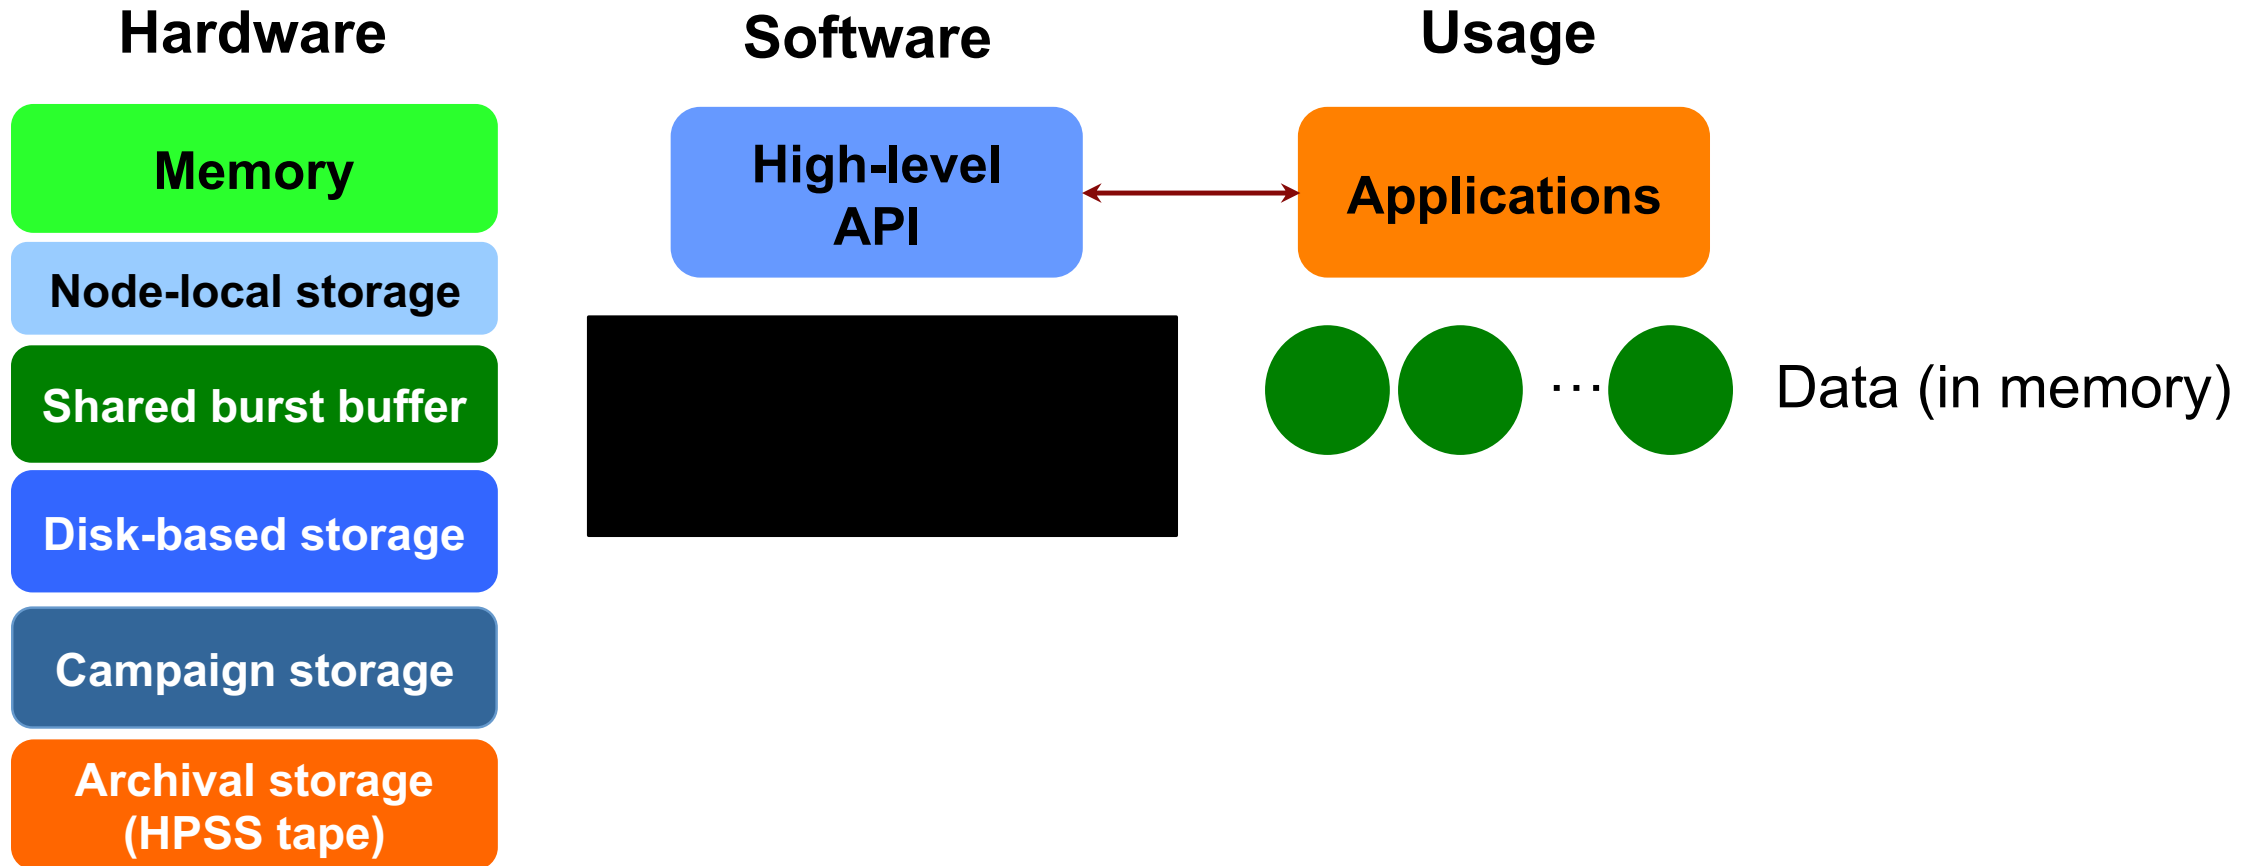 Hardware
Software
Usage
Memory
Node-local storage
Shared burst buffer
Disk-based storage
Campaign storage
Archival storage
(HPSS tape)
High-level
API
Applications
...
Data (in memory)